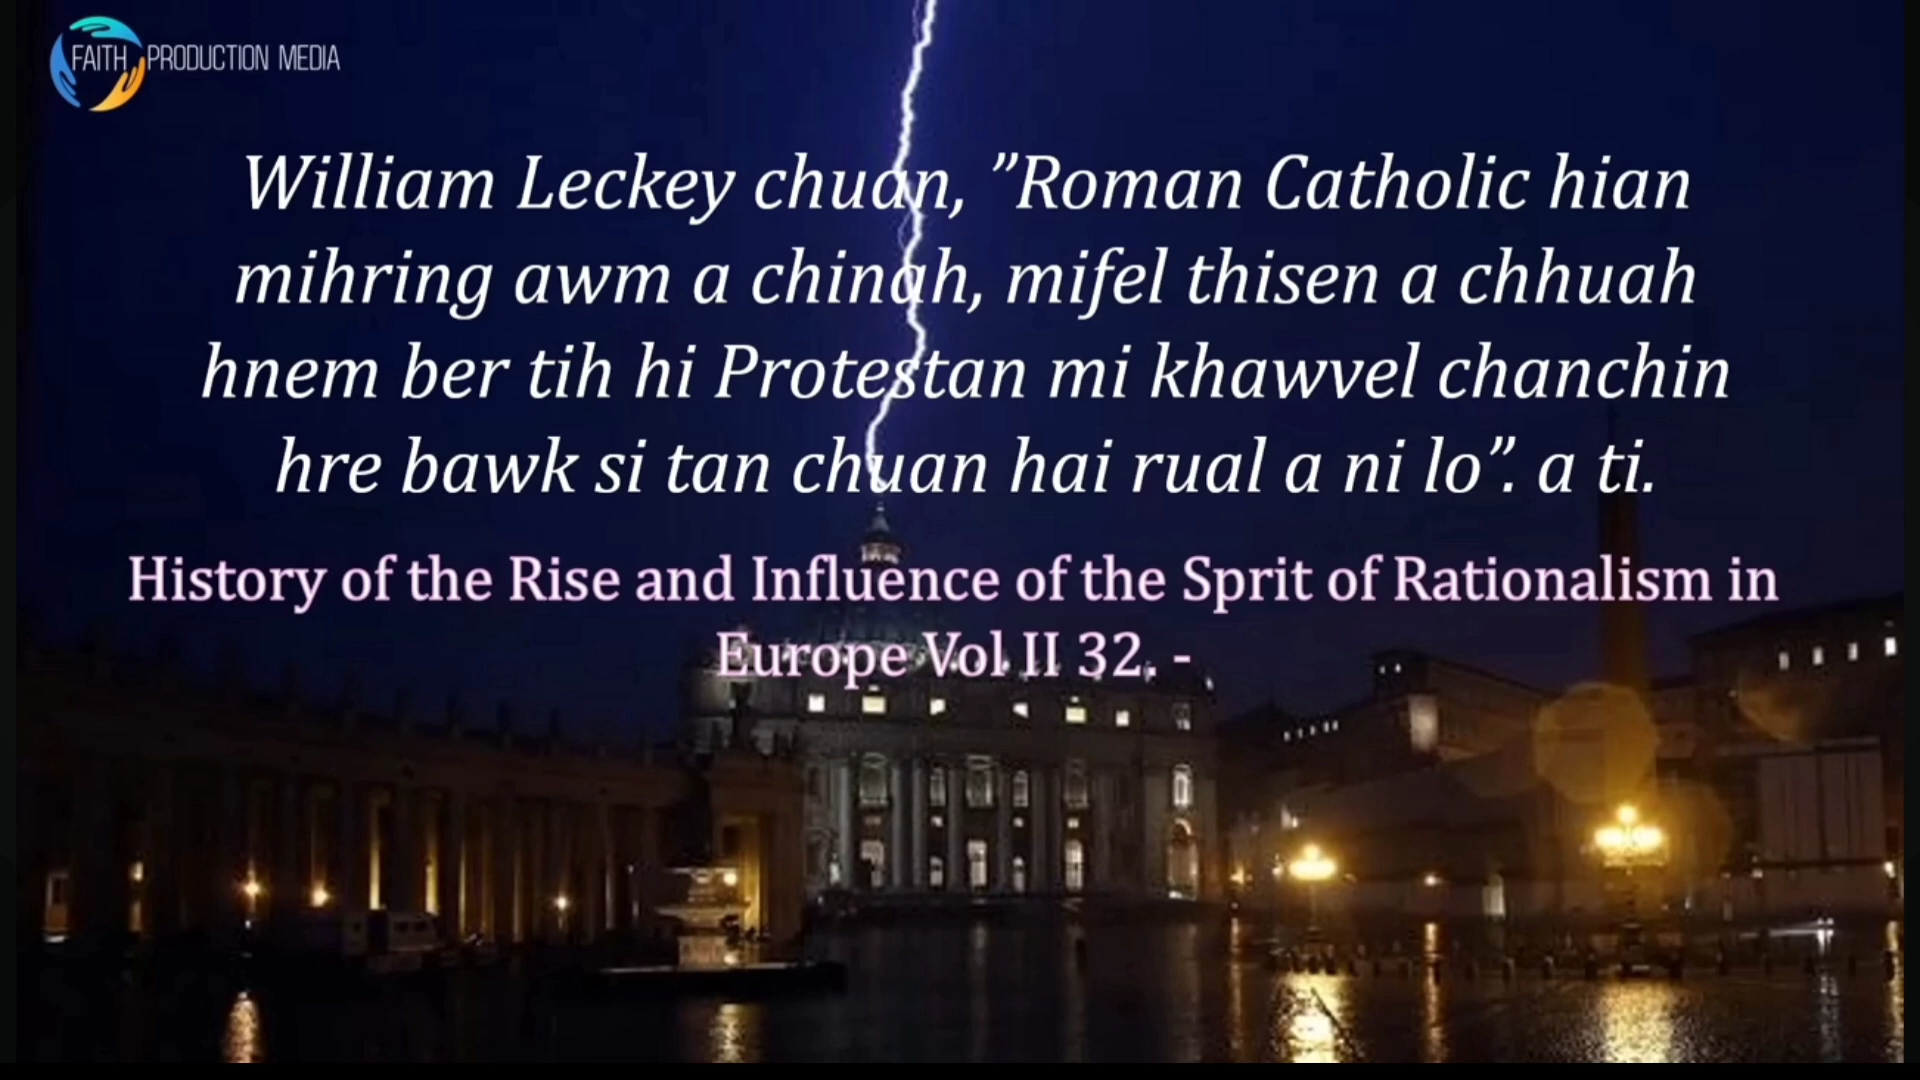 FAITH PRODUCTION MEDIA
William Leckey chuan, ”Roman Catholic hian
mihring awm a chinah, mifel thisen a chhuah
hnem ber tih hi Protestan mi khawvel chanchin
hre bawk si tan chuan hai rual a ni lo”. a ti.
History of the Rise and Influence of the Sprit of Rationalism in
Europe Vol II 32. -